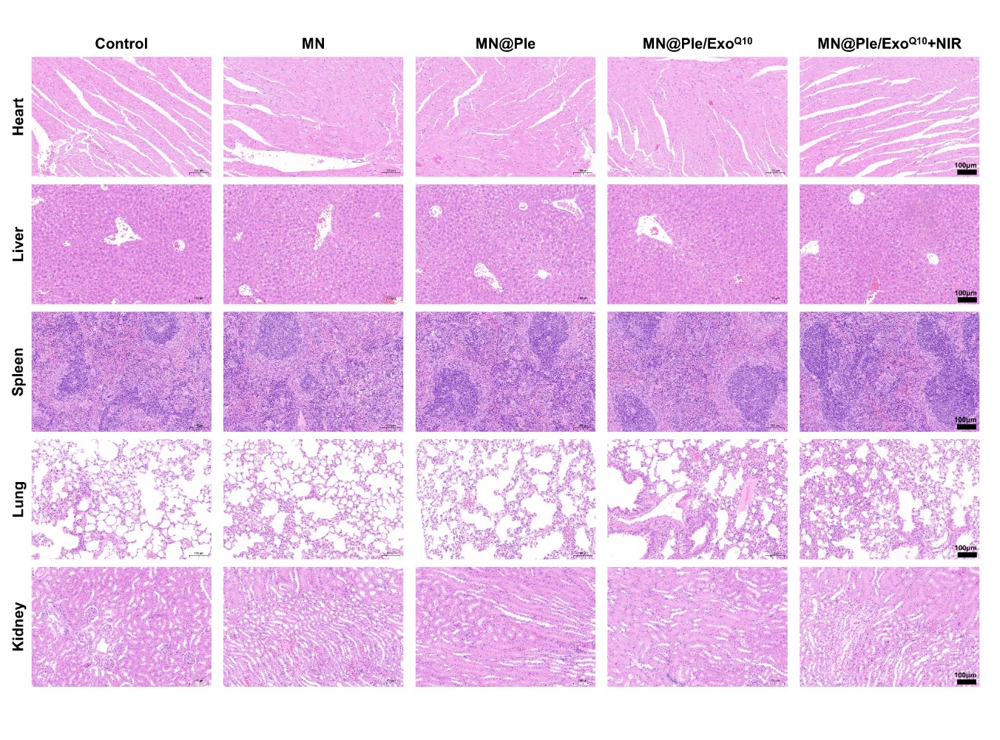 Control MN MN@Ple MN@Ple/Exo^Q10 MN@Ple/Exo^Q10+NIR
Heart
100μm
Liver
100μm
Spleen
100μm
Lung
100μm
Kidney
100μm